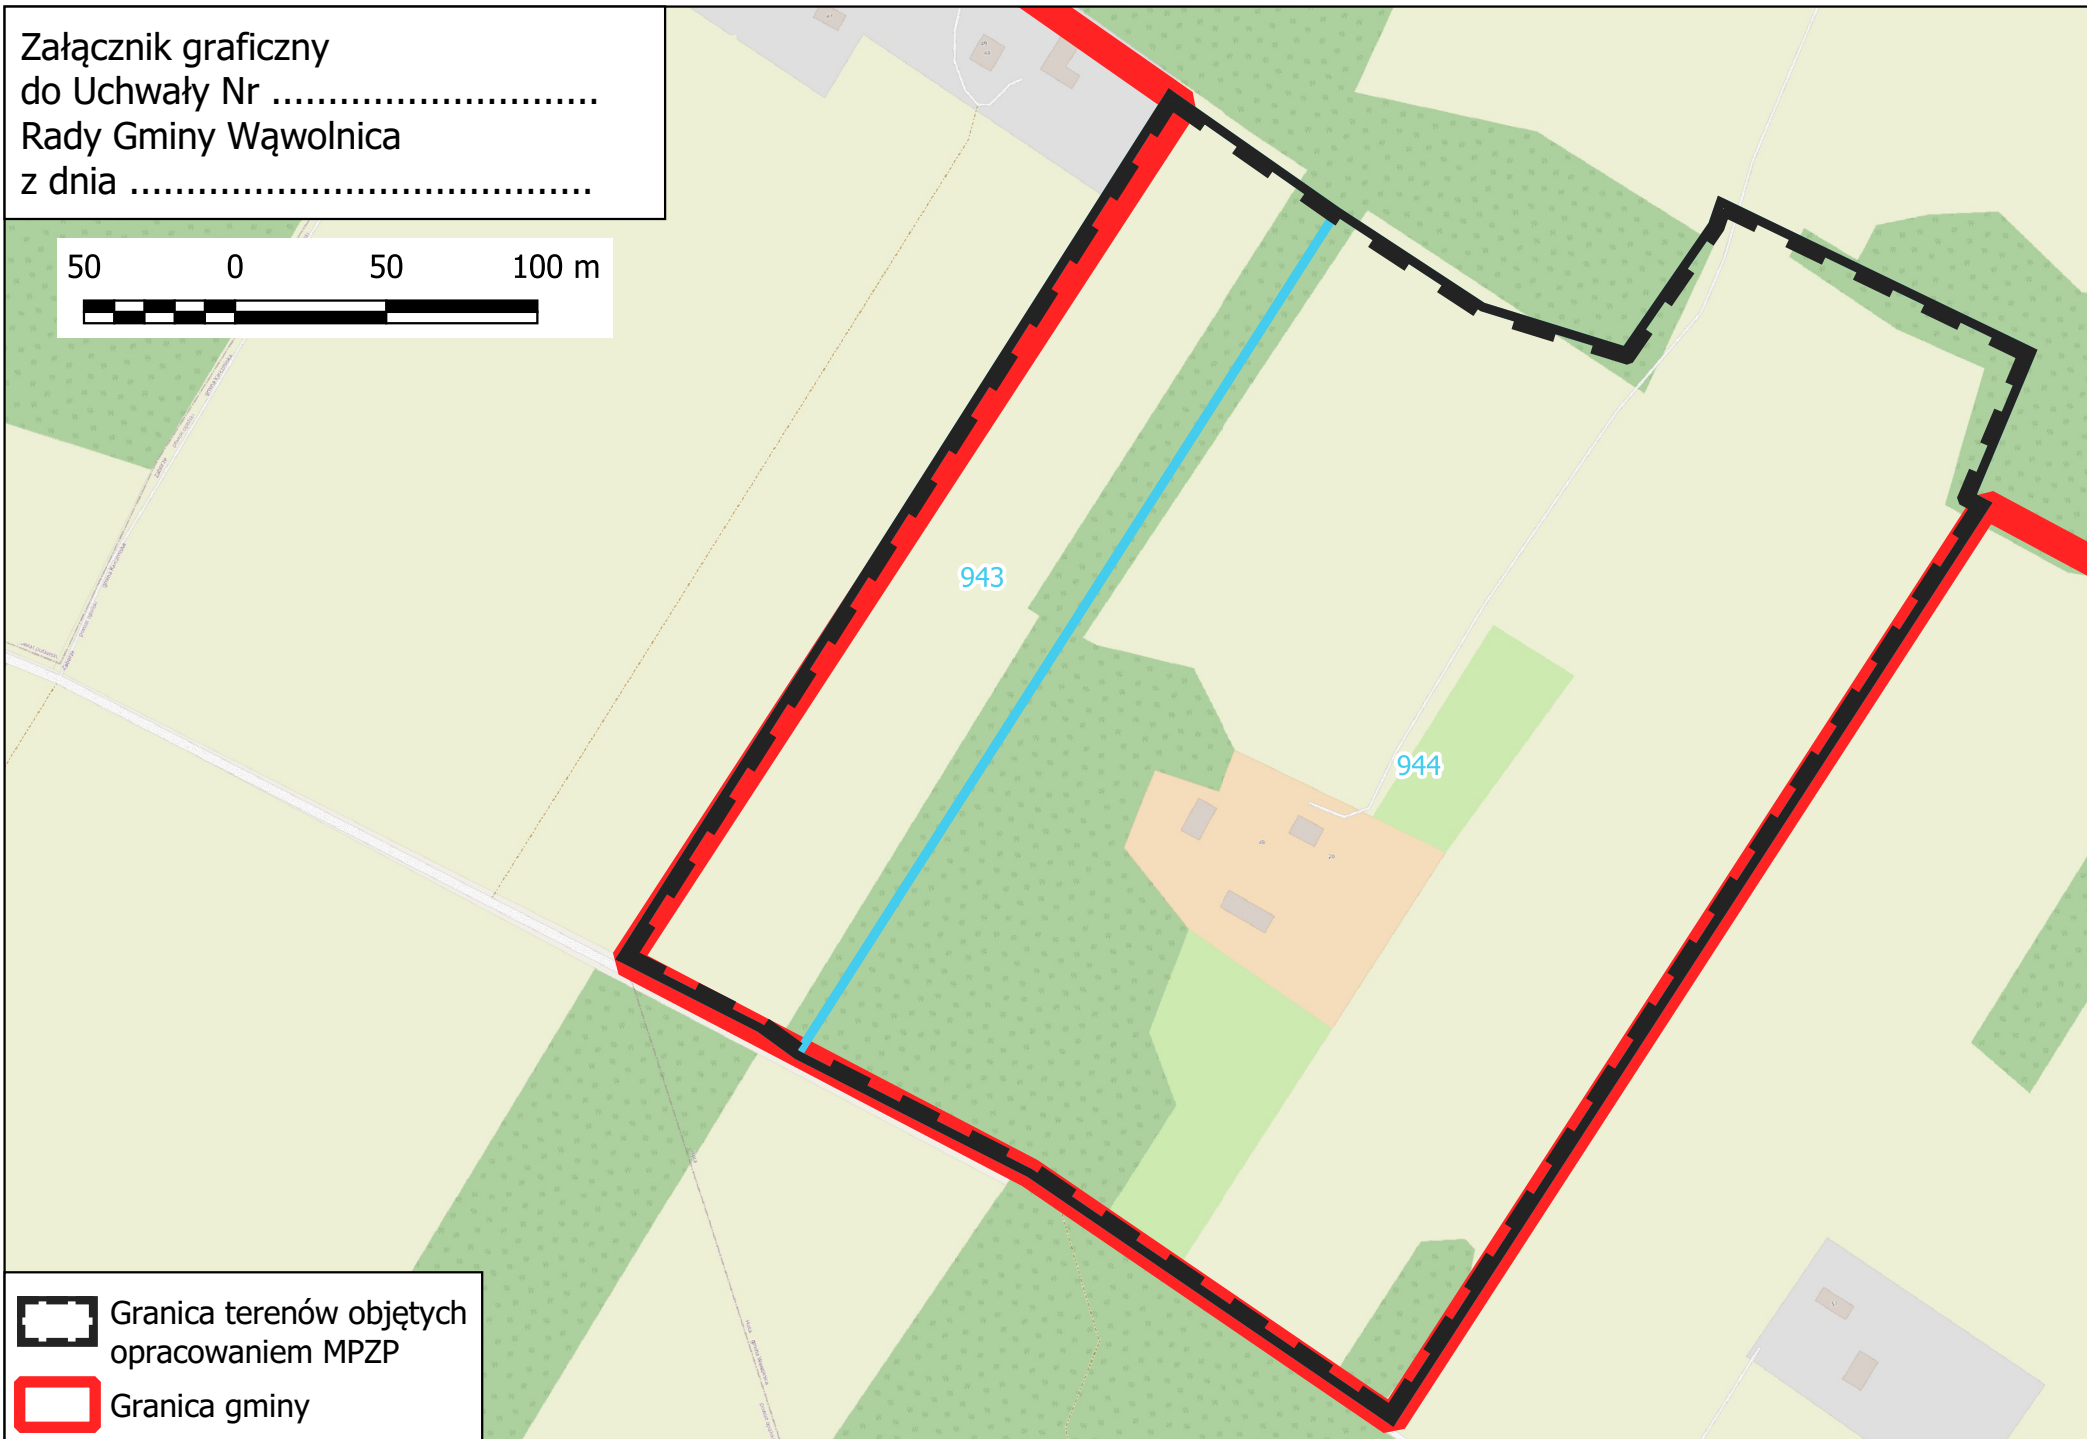 Załącznik graficzny
do Uchwały Nr .............................
Rady Gminy Wąwolnica
z dnia .........................................
50 0 50 100 m
943
944
Granica terenów objętych
opracowaniem MPZP
Granica gminy